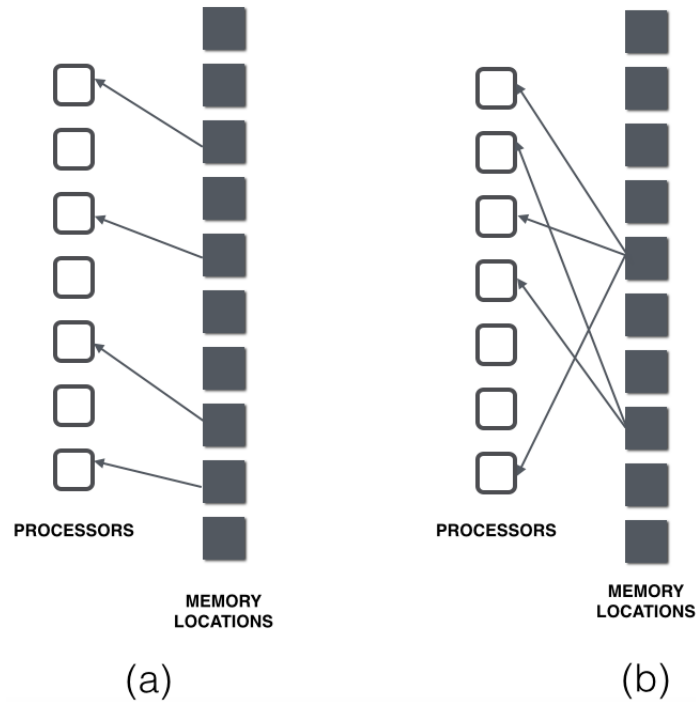 PROCESSORS
MEMORY
LOCATIONS
(a)
PROCESSORS
MEMORY
LOCATIONS
(b)